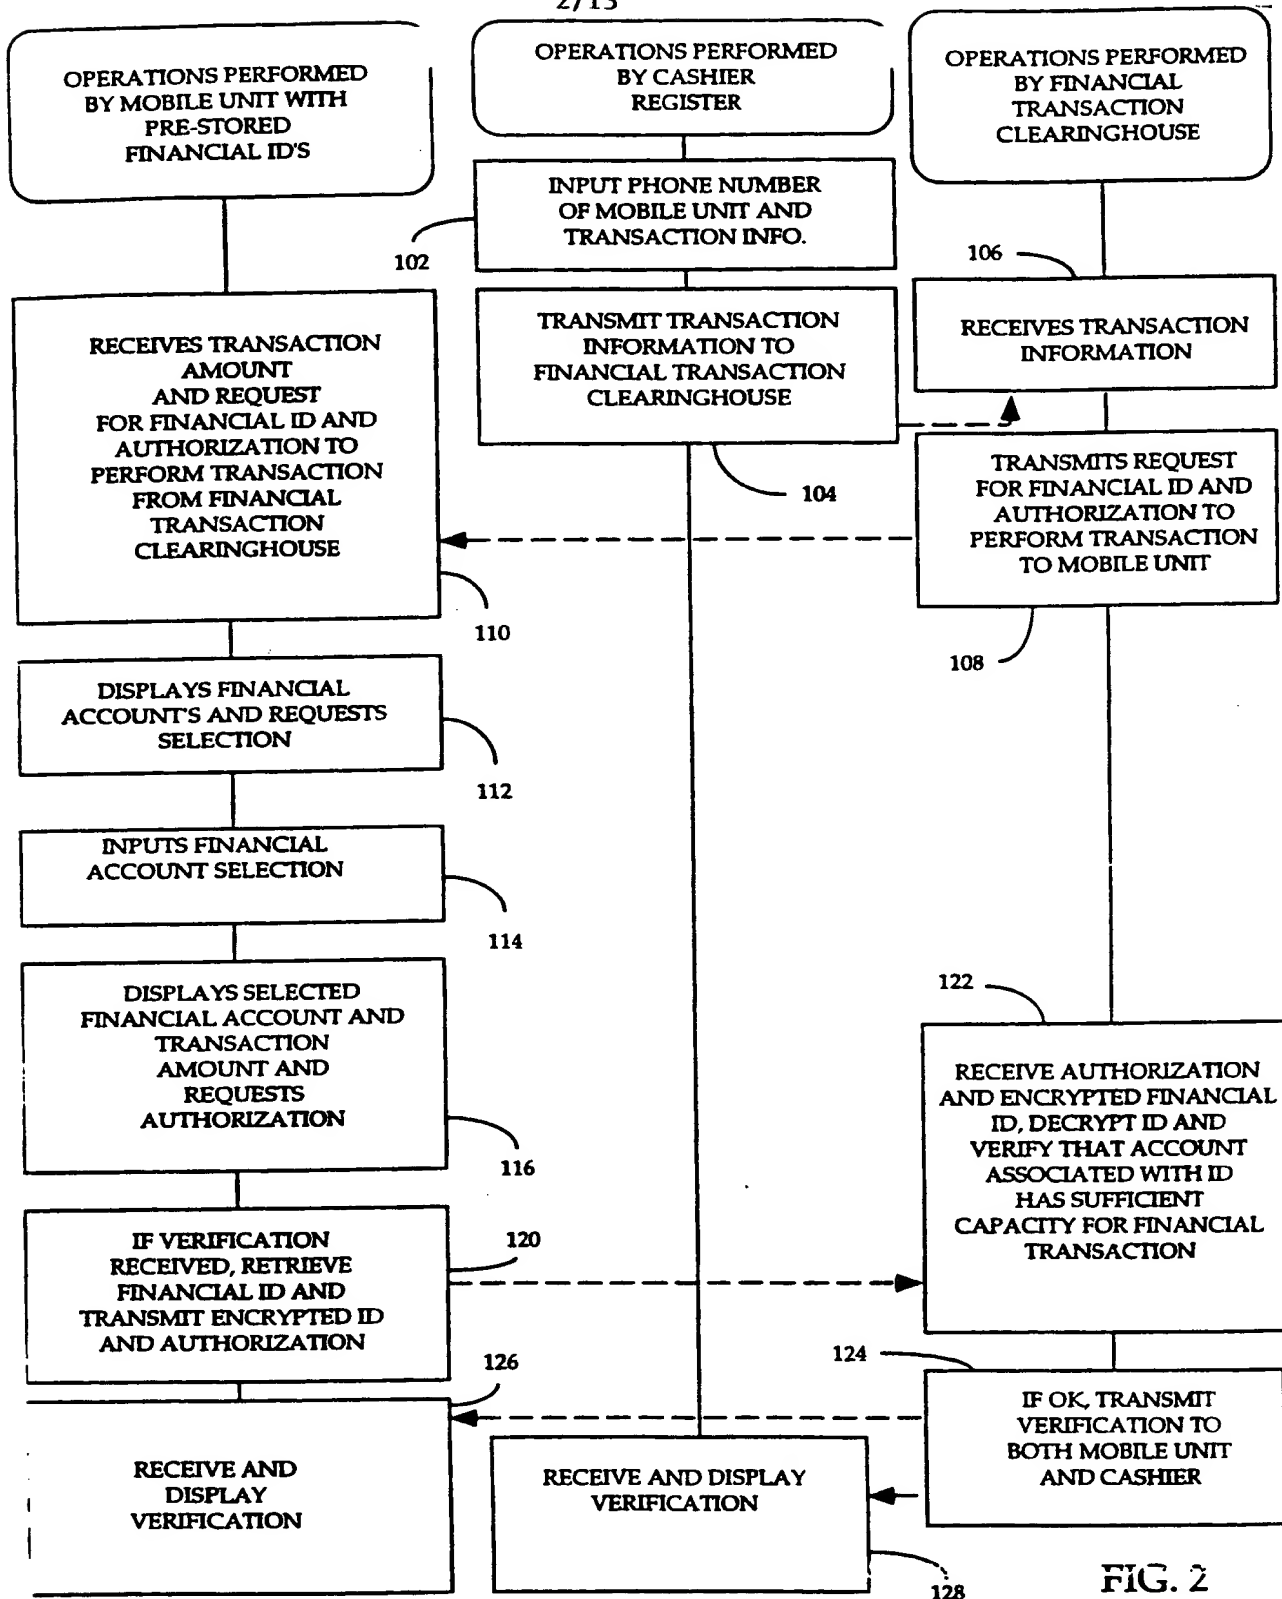 2/13
OPERATIONS PERFORMED
BY MOBILE UNIT WITH
PRE-STORED
FINANCIAL ID'S
OPERATIONS PERFORMED
BY CASHIER
REGISTER
OPERATIONS PERFORMED
BY FINANCIAL
TRANSACTION
CLEARINGHOUSE
INPUT PHONE NUMBER
OF MOBILE UNIT AND
TRANSACTION INFO.
102
106
TRANSMIT TRANSACTION
INFORMATION TO
FINANCIAL TRANSACTION
CLEARINGHOUSE
104
RECEIVES TRANSACTION
INFORMATION
RECEIVES TRANSACTION
AMOUNT
AND REQUEST
FOR FINANCIAL ID AND
AUTHORIZATION TO
PERFORM TRANSACTION
FROM FINANCIAL
TRANSACTION
CLEARINGHOUSE
110
TRANSMITS REQUEST
FOR FINANCIAL ID AND
AUTHORIZATION TO
PERFORM TRANSACTION
TO MOBILE UNIT
108
DISPLAYS FINANCIAL
ACCOUNT'S AND REQUESTS
SELECTION
112
INPUTS FINANCIAL
ACCOUNT SELECTION
114
DISPLAYS SELECTED
FINANCIAL ACCOUNT AND
TRANSACTION
AMOUNT AND
REQUESTS
AUTHORIZATION
116
122
RECEIVE AUTHORIZATION
AND ENCRYPTED FINANCIAL
ID, DECRYPT ID AND
VERIFY THAT ACCOUNT
ASSOCIATED WITH ID
HAS SUFFICIENT
CAPACITY FOR FINANCIAL
TRANSACTION
IF VERIFICATION
RECEIVED, RETRIEVE
FINANCIAL ID AND
TRANSMIT ENCRYPTED ID
AND AUTHORIZATION
120
126
124
IF OK, TRANSMIT
VERIFICATION TO
BOTH MOBILE UNIT
AND CASHIER
RECEIVE AND
DISPLAY
VERIFICATION
RECEIVE AND DISPLAY
VERIFICATION
128
FIG. 2